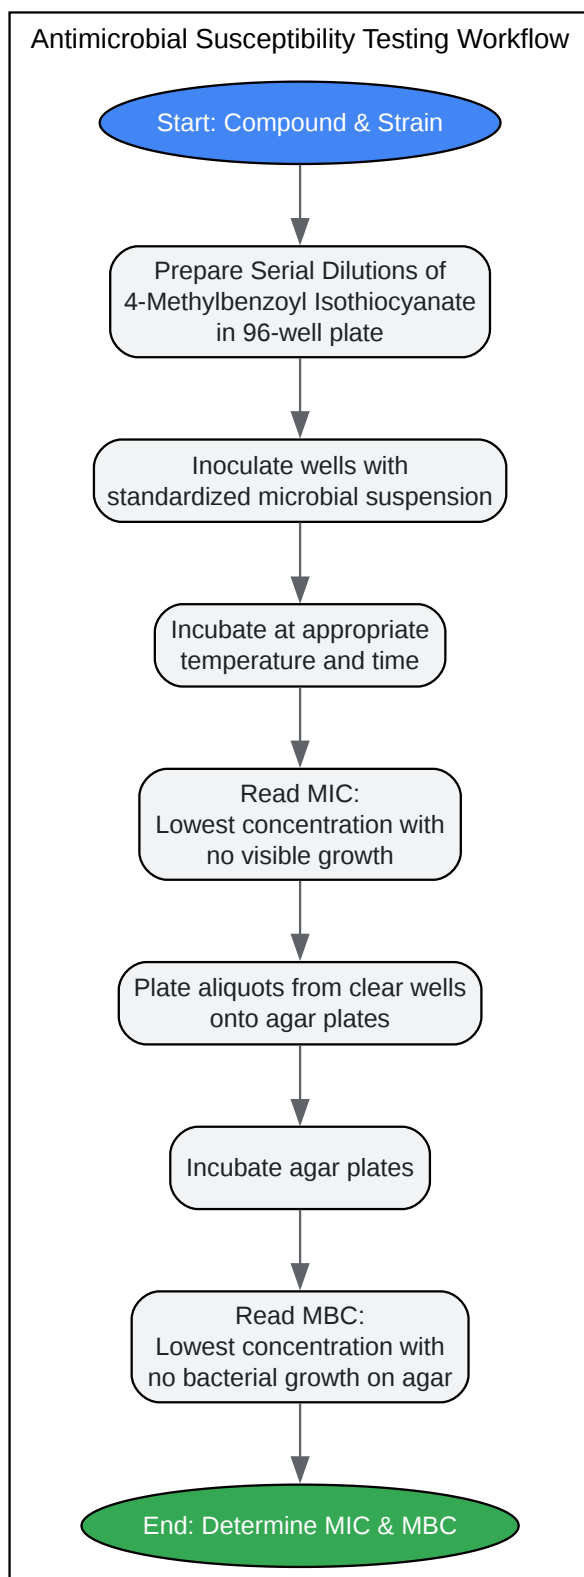 Antimicrobial Susceptibility Testing Workflow
Start: Compound & Strain
Prepare Serial Dilutions of
4-Methylbenzoyl Isothiocyanate
in 96-well plate
Inoculate wells with
standardized microbial suspension
Incubate at appropriate
temperature and time
Read MIC:
Lowest concentration with
no visible growth
Plate aliquots from clear wells
onto agar plates
Incubate agar plates
Read MBC:
Lowest concentration with
no bacterial growth on agar
End: Determine MIC & MBC